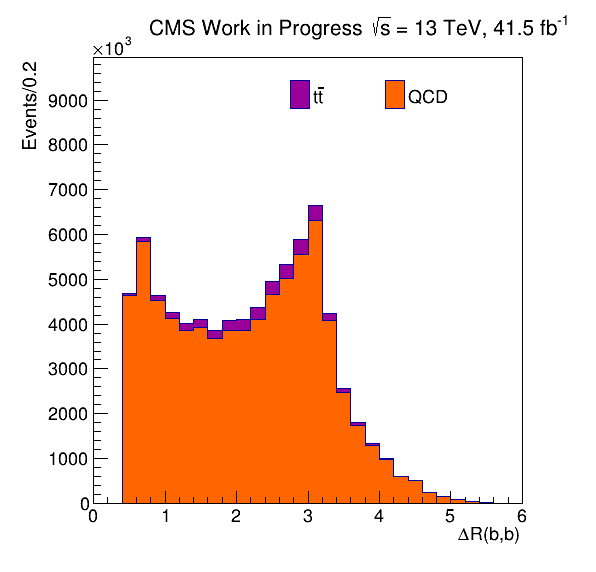 CMS Work in Progress √s = 13 TeV, 41.5 fb⁻¹
×10³
Events/0.2
tt̄
QCD
9000
8000
7000
6000
5000
4000
3000
2000
1000
0
0 1 2 3 4 5 6
ΔR(b,b)